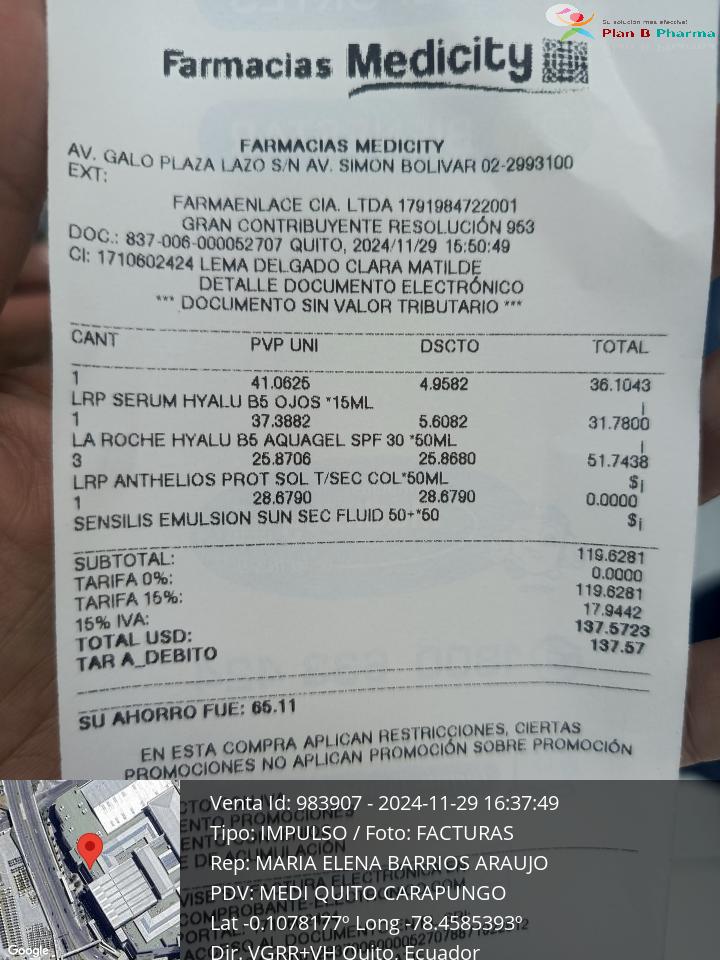 Su solución más efectiva!
Plan B Pharma
Farmacias Medicity
FARMACIAS MEDICITY
AV. GALO PLAZA LAZO S/N AV. SIMON BOLIVAR 02-2993100
EXT:
FARMAENLACE CIA. LTDA 1791984722001
GRAN CONTRIBUYENTE RESOLUCIÓN 953
DOC.: 837-006-000052707 QUITO, 2024/11/29 15:50:49
CI: 1710602424 LEMA DELGADO CLARA MATILDE
DETALLE DOCUMENTO ELECTRÓNICO
*** DOCUMENTO SIN VALOR TRIBUTARIO ***
CANT PVP UNI DSCTO TOTAL
1 41.0625 4.9582 36.1043
LRP SERUM HYALU B5 OJOS *15ML |
1 37.3882 5.6082 31.7800
LA ROCHE HYALU B5 AQUAGEL SPF 30 *50ML |
3 25.8706 25.8680 51.7438
LRP ANTHELIOS PROT SOL T/SEC COL*50ML $¡
1 28.6790 28.6790 0.0000
SENSILIS EMULSION SUN SEC FLUID 50+*50 $¡
SUBTOTAL: 119.6281
TARIFA 0%: 0.0000
TARIFA 15%: 119.6281
15% IVA: 17.9442
TOTAL USD: 137.5723
TAR A_DEBITO 137.57
SU AHORRO FUE: 65.11
EN ESTA COMPRA APLICAN RESTRICCIONES, CIERTAS
PROMOCIONES NO APLICAN PROMOCIÓN SOBRE PROMOCIÓN
Venta Id: 983907 - 2024-11-29 16:37:49
Tipo: IMPULSO / Foto: FACTURAS
Rep: MARIA ELENA BARRIOS ARAUJO
PDV: MEDI QUITO CARAPUNGO
Lat -0.1078177º Long -78.4585393º
Dir. VGRR+VH Quito, Ecuador
Google